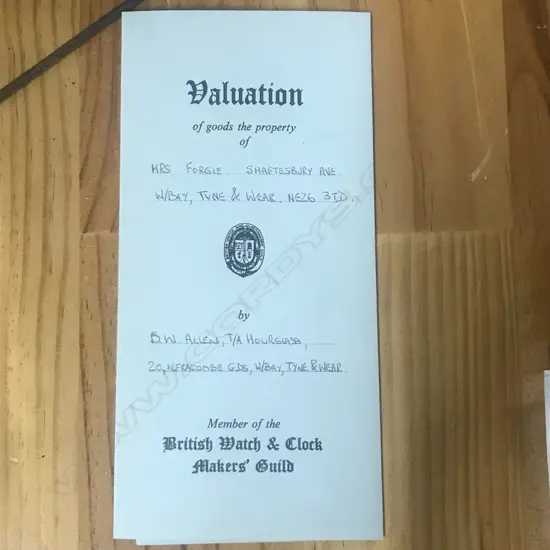 Valuation
of goods the property
of
MRS FORGIE SHAFTESBURY AVE.
W/BAY, TYNE & WEAR. NE26 3TD.
by
B.W. ALLEN, T/A HOURGLASS,
20, ILFRACOMBE GDS, W/BAY, TYNE & WEAR.
Member of the
British Watch & Clock
Makers' Guild